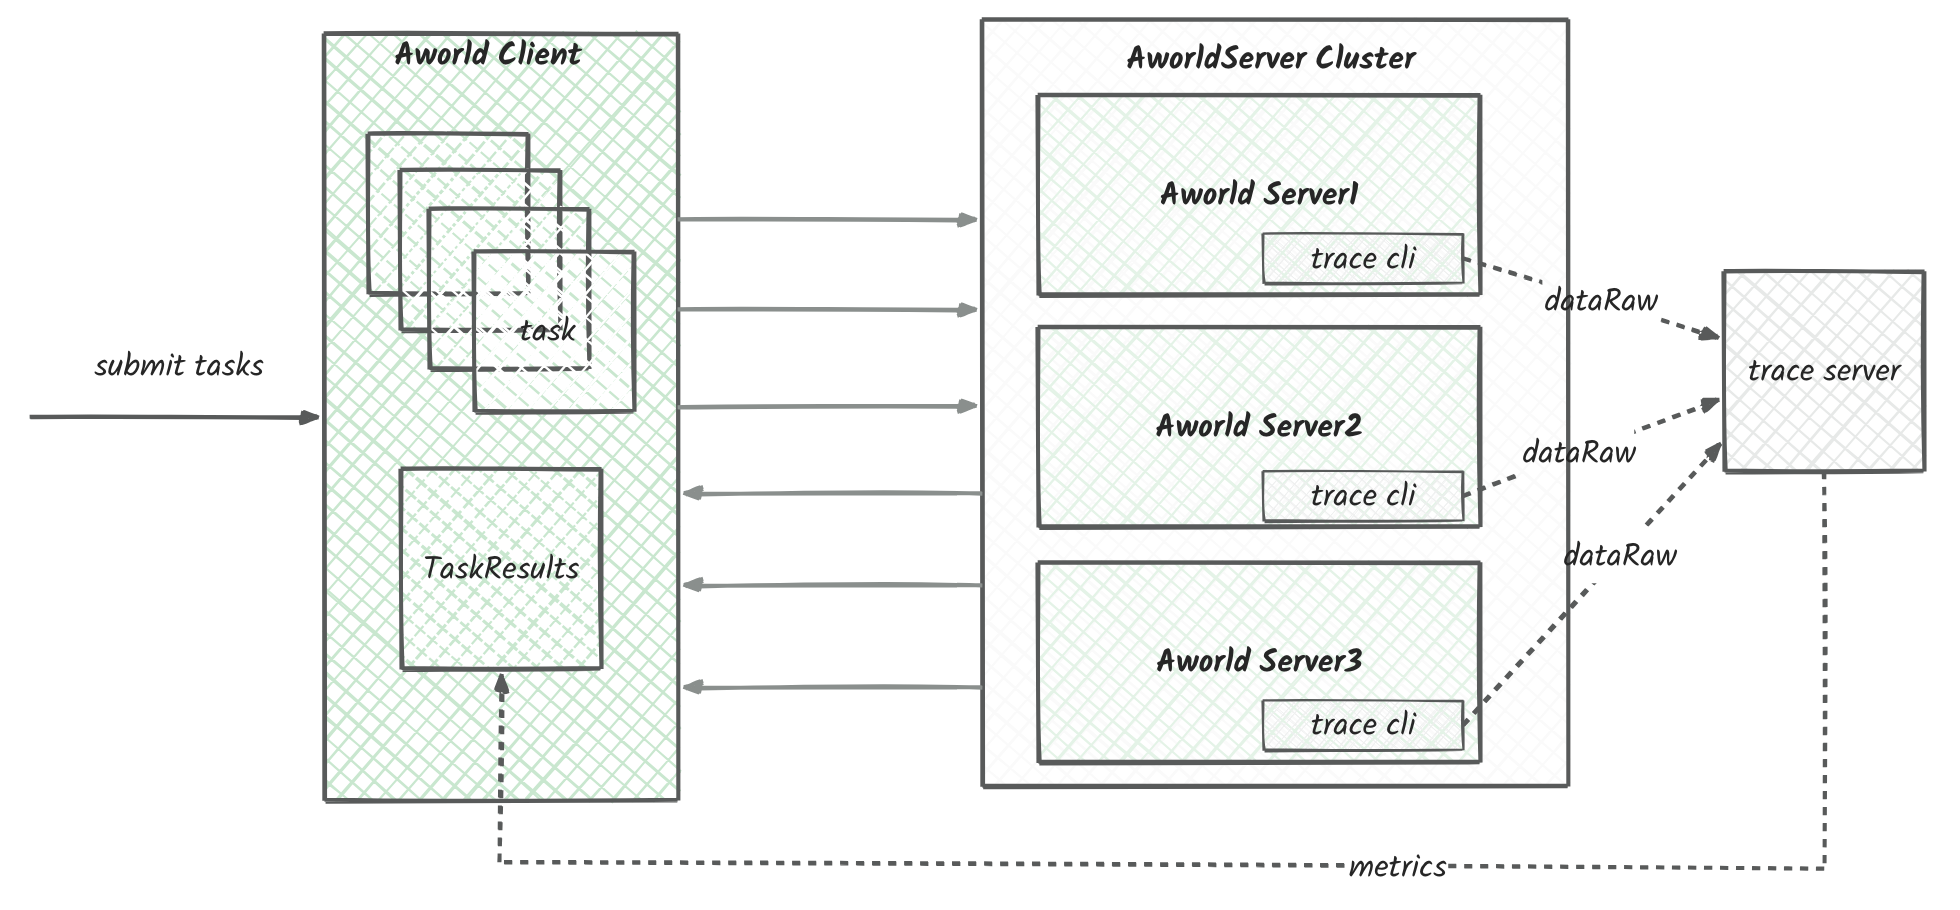 Aworld Client
AworldServer Cluster
submit tasks
task
TaskResults
Aworld Server1
trace cli
Aworld Server2
trace cli
Aworld Server3
trace cli
dataRaw
dataRaw
dataRaw
trace server
metrics